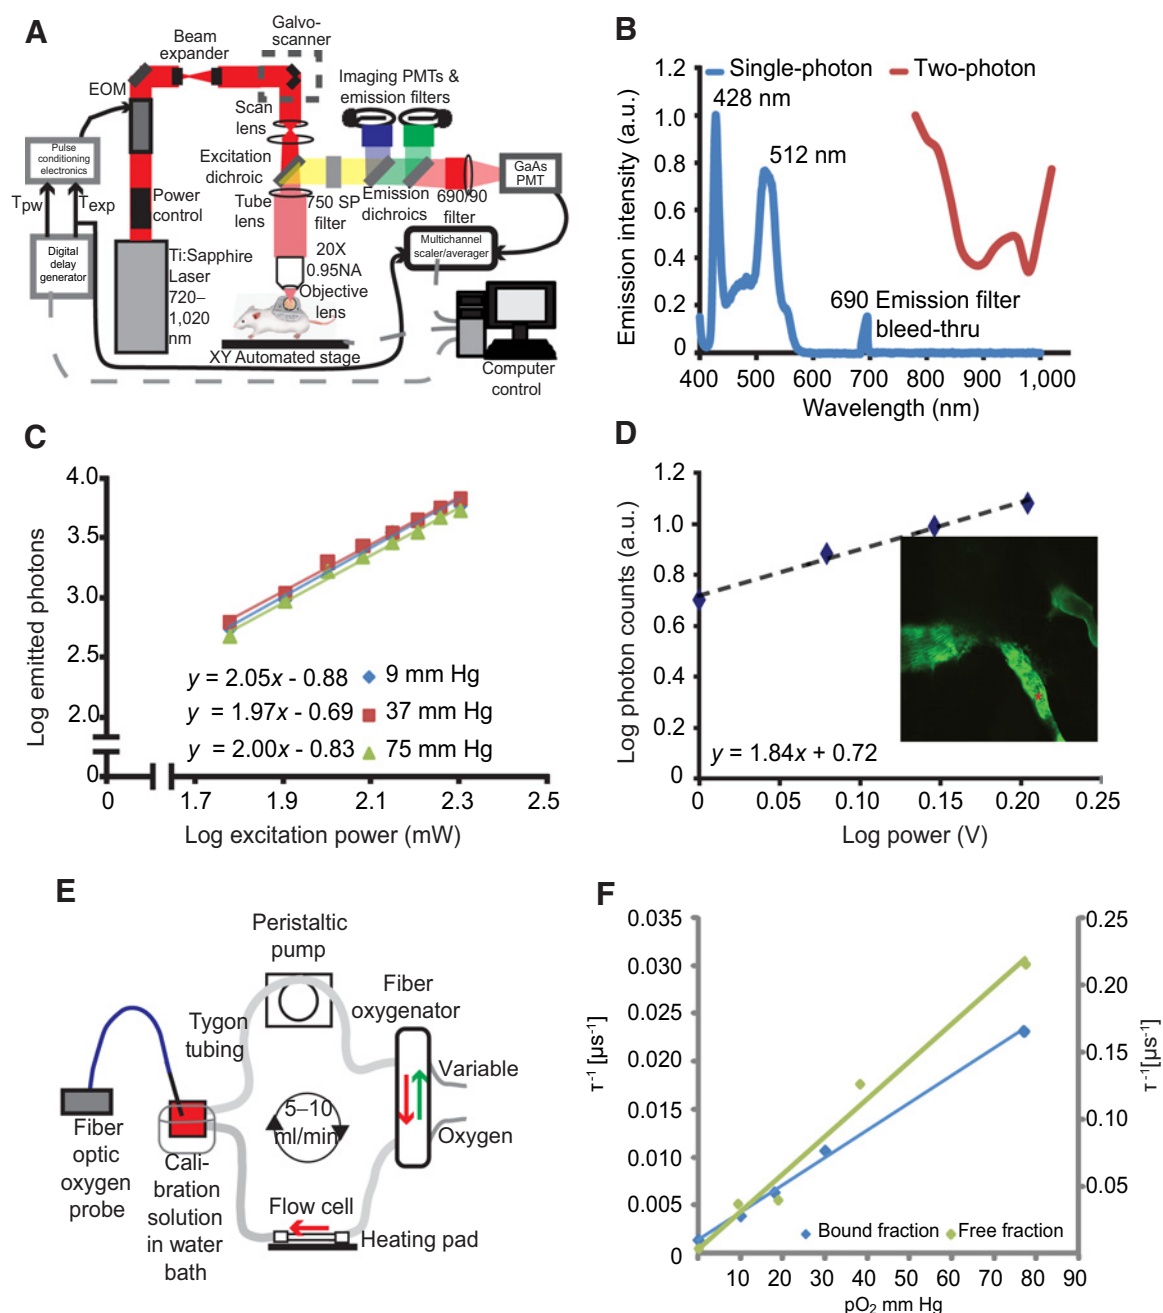 A
Beam
expander
Galvo-
scanner
EOM
Imaging PMTs &
emission filters
Scan
lens
Pulse
conditioning
electronics
Excitation
dichroic
GaAs
PMT
Tpw
Texp
Power
control
Tube
lens
750 SP
filter
Emission
dichroics
690/90
filter
Digital
delay
generator
Ti:Sapphire
Laser
720–
1,020
nm
20X
0.95NA
Objective
lens
Multichannel
scaler/averager
XY Automated stage
Computer
control
B
Emission intensity (a.u.)
1.2
1.0
0.8
0.6
0.4
0.2
0
Single-photon
Two-photon
428 nm
512 nm
690 Emission filter
bleed-thru
400 500 600 700 800 900 1,000
Wavelength (nm)
C
Log emitted photons
4.0
3.5
3.0
2.5
2.0
0
y = 2.05x - 0.88 9 mm Hg
y = 1.97x - 0.69 37 mm Hg
y = 2.00x - 0.83 75 mm Hg
0 1.7 1.9 2.1 2.3 2.5
Log excitation power (mW)
D
Log photon counts (a.u.)
1.2
1.0
0.8
0.6
0.4
0.2
0
*
y = 1.84x + 0.72
0 0.05 0.10 0.15 0.20 0.25
Log power (V)
E
Peristaltic
pump
Fiber
oxygenator
Tygon
tubing
Variable
Oxygen
5–10
ml/min
Fiber
optic
oxygen
probe
Cali-
bration
solution
in water
bath
Flow cell
Heating pad
F
τ-1 [µs-1]
0.035
0.030
0.025
0.020
0.015
0.010
0.005
0
0.25
0.20
0.15
0.10
0.05
τ-1[µs-1]
Bound fraction
Free fraction
10 20 30 40 50 60 70 80 90
pO2 mm Hg